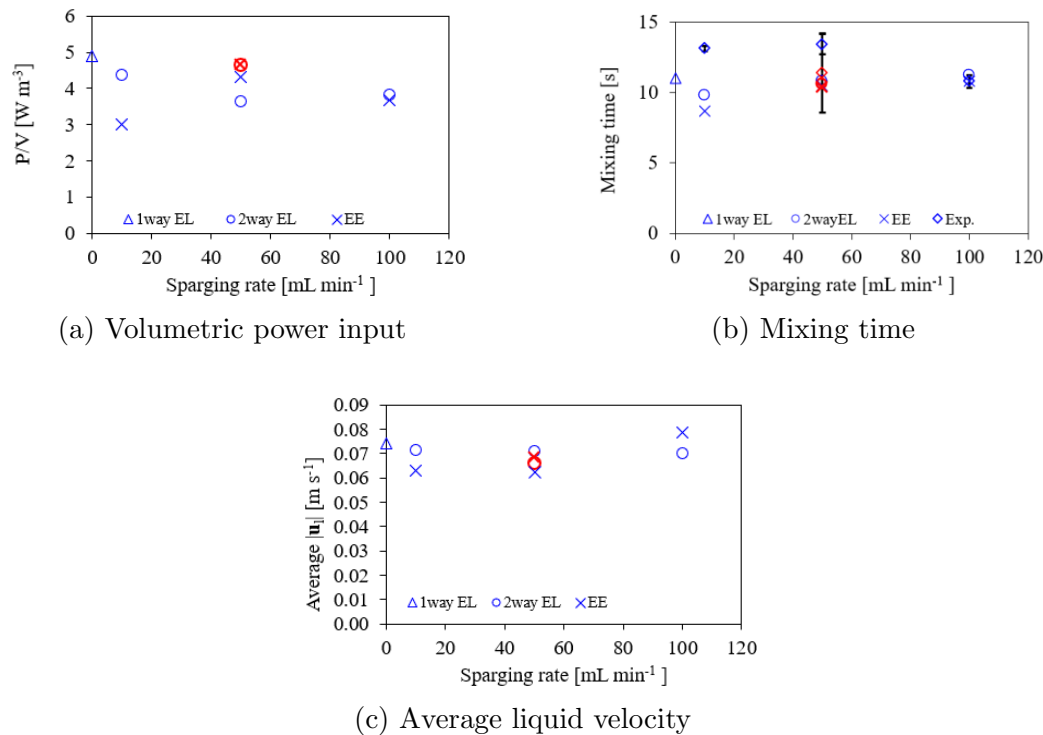 6
5
4
3
2
1
0
P/V [W m⁻³]
1way EL 2way EL EE
0 20 40 60 80 100 120
Sparging rate [mL min⁻¹ ]
(a) Volumetric power input
15
10
5
0
Mixing time [s]
1way EL 2wayEL EE Exp.
0 20 40 60 80 100 120
Sparging rate [mL min⁻¹ ]
(b) Mixing time
0.09
0.08
0.07
0.06
0.05
0.04
0.03
0.02
0.01
0.00
Average |uₗ| [m s⁻¹]
1way EL 2way EL EE
0 20 40 60 80 100 120
Sparging rate [mL min⁻¹ ]
(c) Average liquid velocity